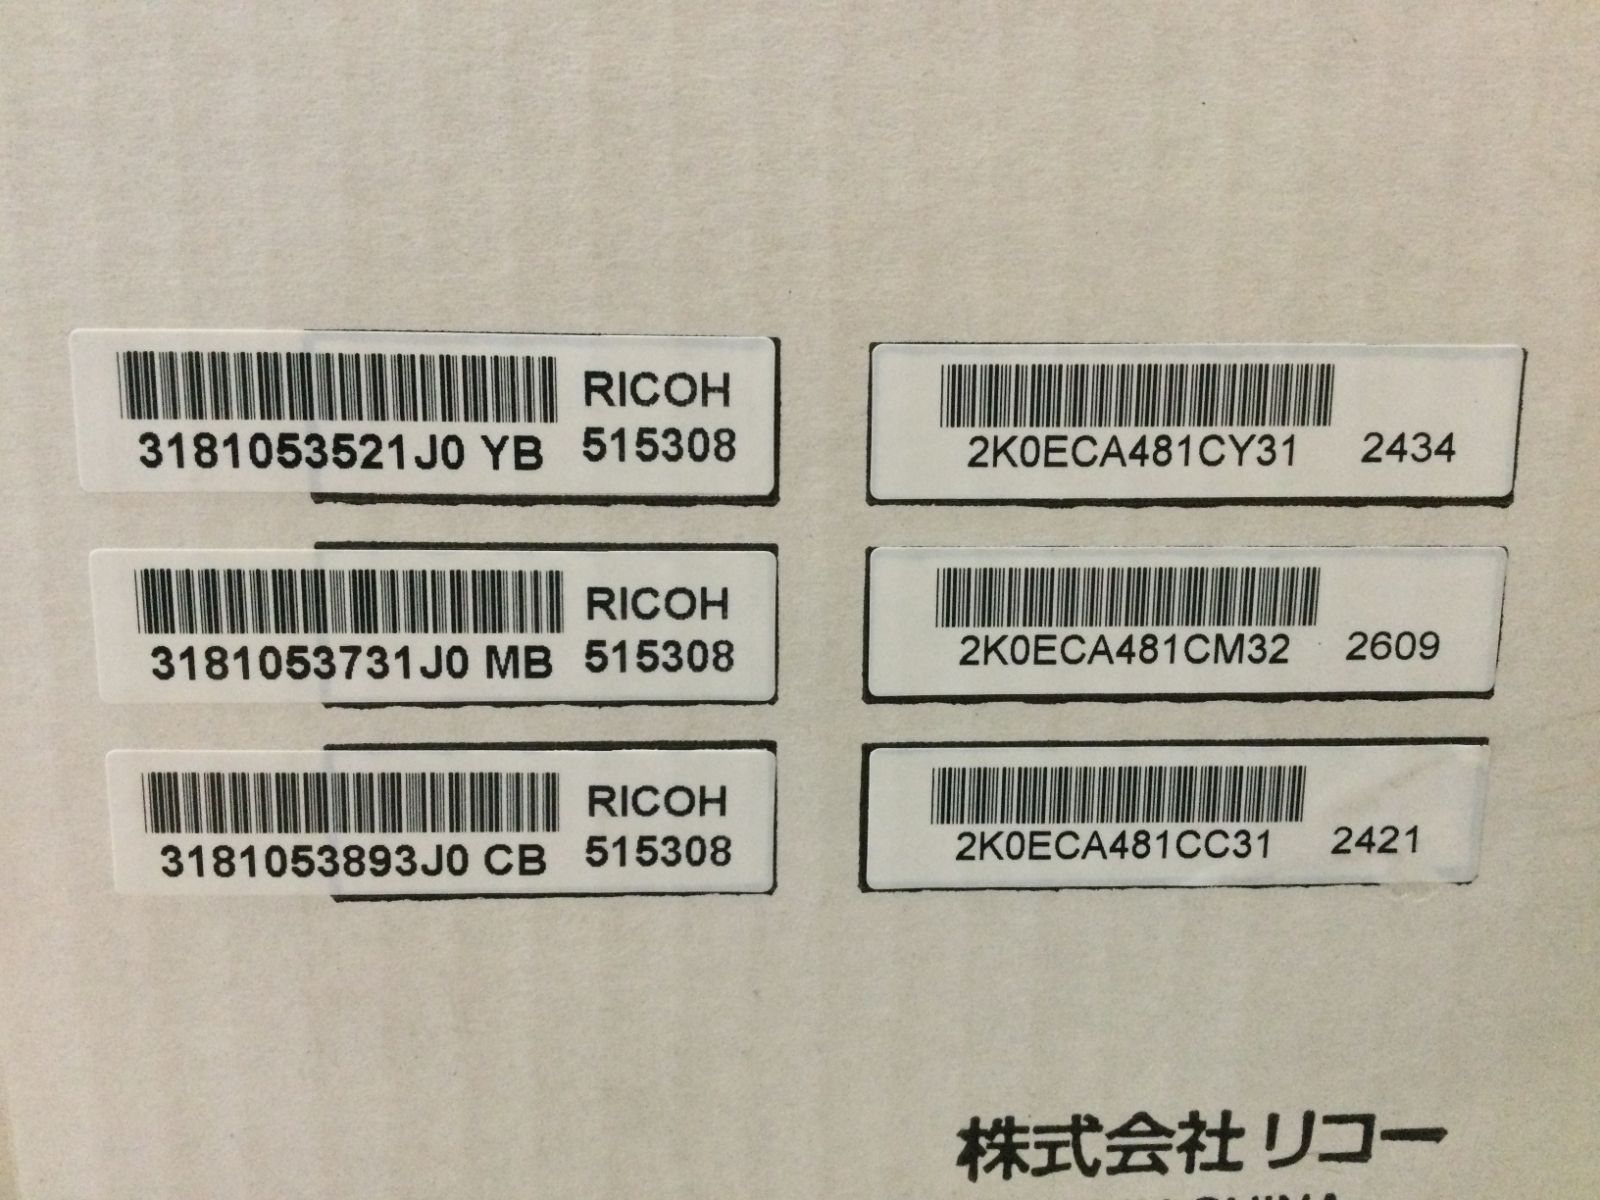 RICOH
3181053521J0 YB 515308
2K0ECA481CY31 2434
RICOH
3181053731J0 MB 515308
2K0ECA481CM32 2609
RICOH
3181053893J0 CB 515308
2K0ECA481CC31 2421
株式会社 リコー